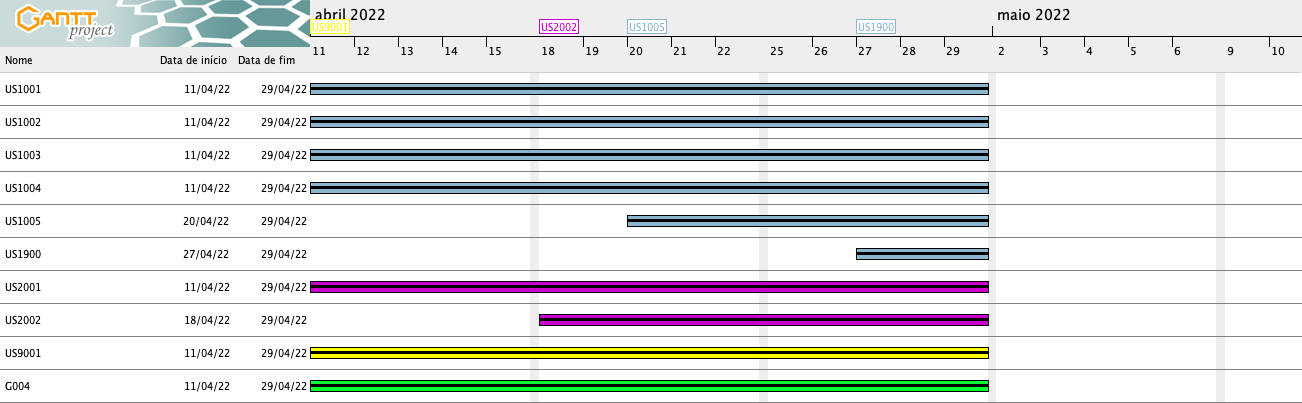 GANTT project
abril 2022
maio 2022
US9001 US2002 US1005 US1900
11 12 13 14 15 18 19 20 21 22 25 26 27 28 29 2 3 4 5 6 9 10
Nome Data de início Data de fim
US1001 11/04/22 29/04/22
US1002 11/04/22 29/04/22
US1003 11/04/22 29/04/22
US1004 11/04/22 29/04/22
US1005 20/04/22 29/04/22
US1900 27/04/22 29/04/22
US2001 11/04/22 29/04/22
US2002 18/04/22 29/04/22
US9001 11/04/22 29/04/22
G004 11/04/22 29/04/22